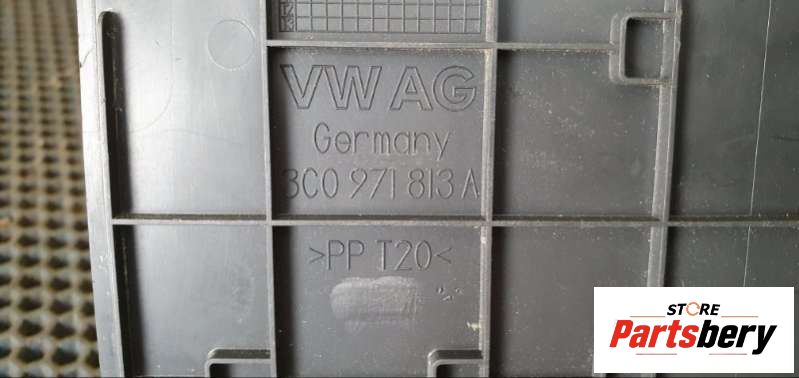 VW AG
Germany
3C0 971 813 A
>PP T20<
STORE
Partsbery